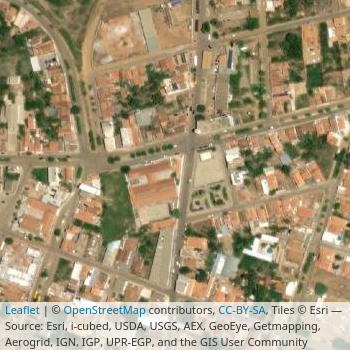 Leaflet | © OpenStreetMap contributors, CC-BY-SA, Tiles © Esri —
Source: Esri, i-cubed, USDA, USGS, AEX, GeoEye, Getmapping,
Aerogrid, IGN, IGP, UPR-EGP, and the GIS User Community